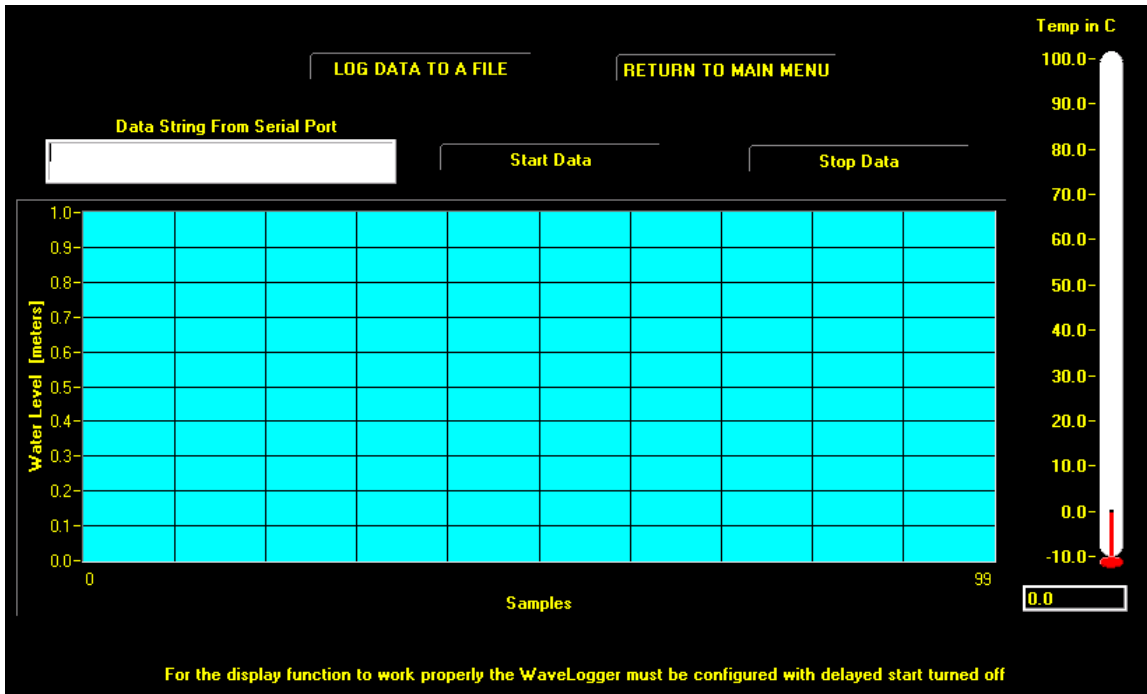 Temp in C
LOG DATA TO A FILE
RETURN TO MAIN MENU
Data String From Serial Port
Start Data
Stop Data
Water Level [meters]
1.0
0.9
0.8
0.7
0.6
0.5
0.4
0.3
0.2
0.1
0.0
0
99
Samples
100.0
90.0
80.0
70.0
60.0
50.0
40.0
30.0
20.0
10.0
0.0
-10.0
0.0
For the display function to work properly the WaveLogger must be configured with delayed start turned off